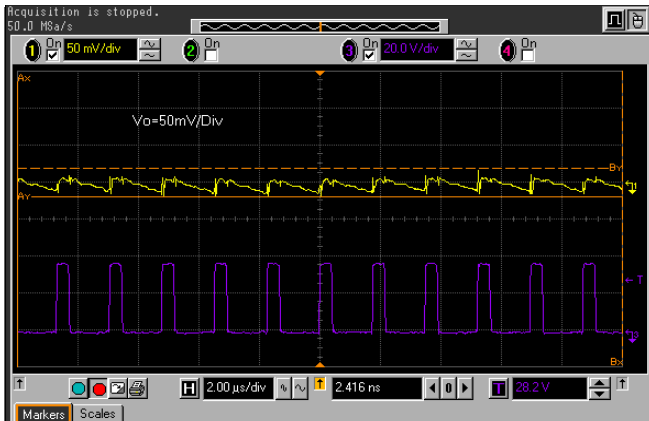 Acquisition is stopped.
50.0 MSa/s
1 On 50 mV/div 2 On 3 On 20.0 V/div 4 On
Ax
Vo=50mV/Div
By
Ay
T
Bx
H 2.00 µs/div 2.416 ns 0 T 28.2 V
Markers Scales